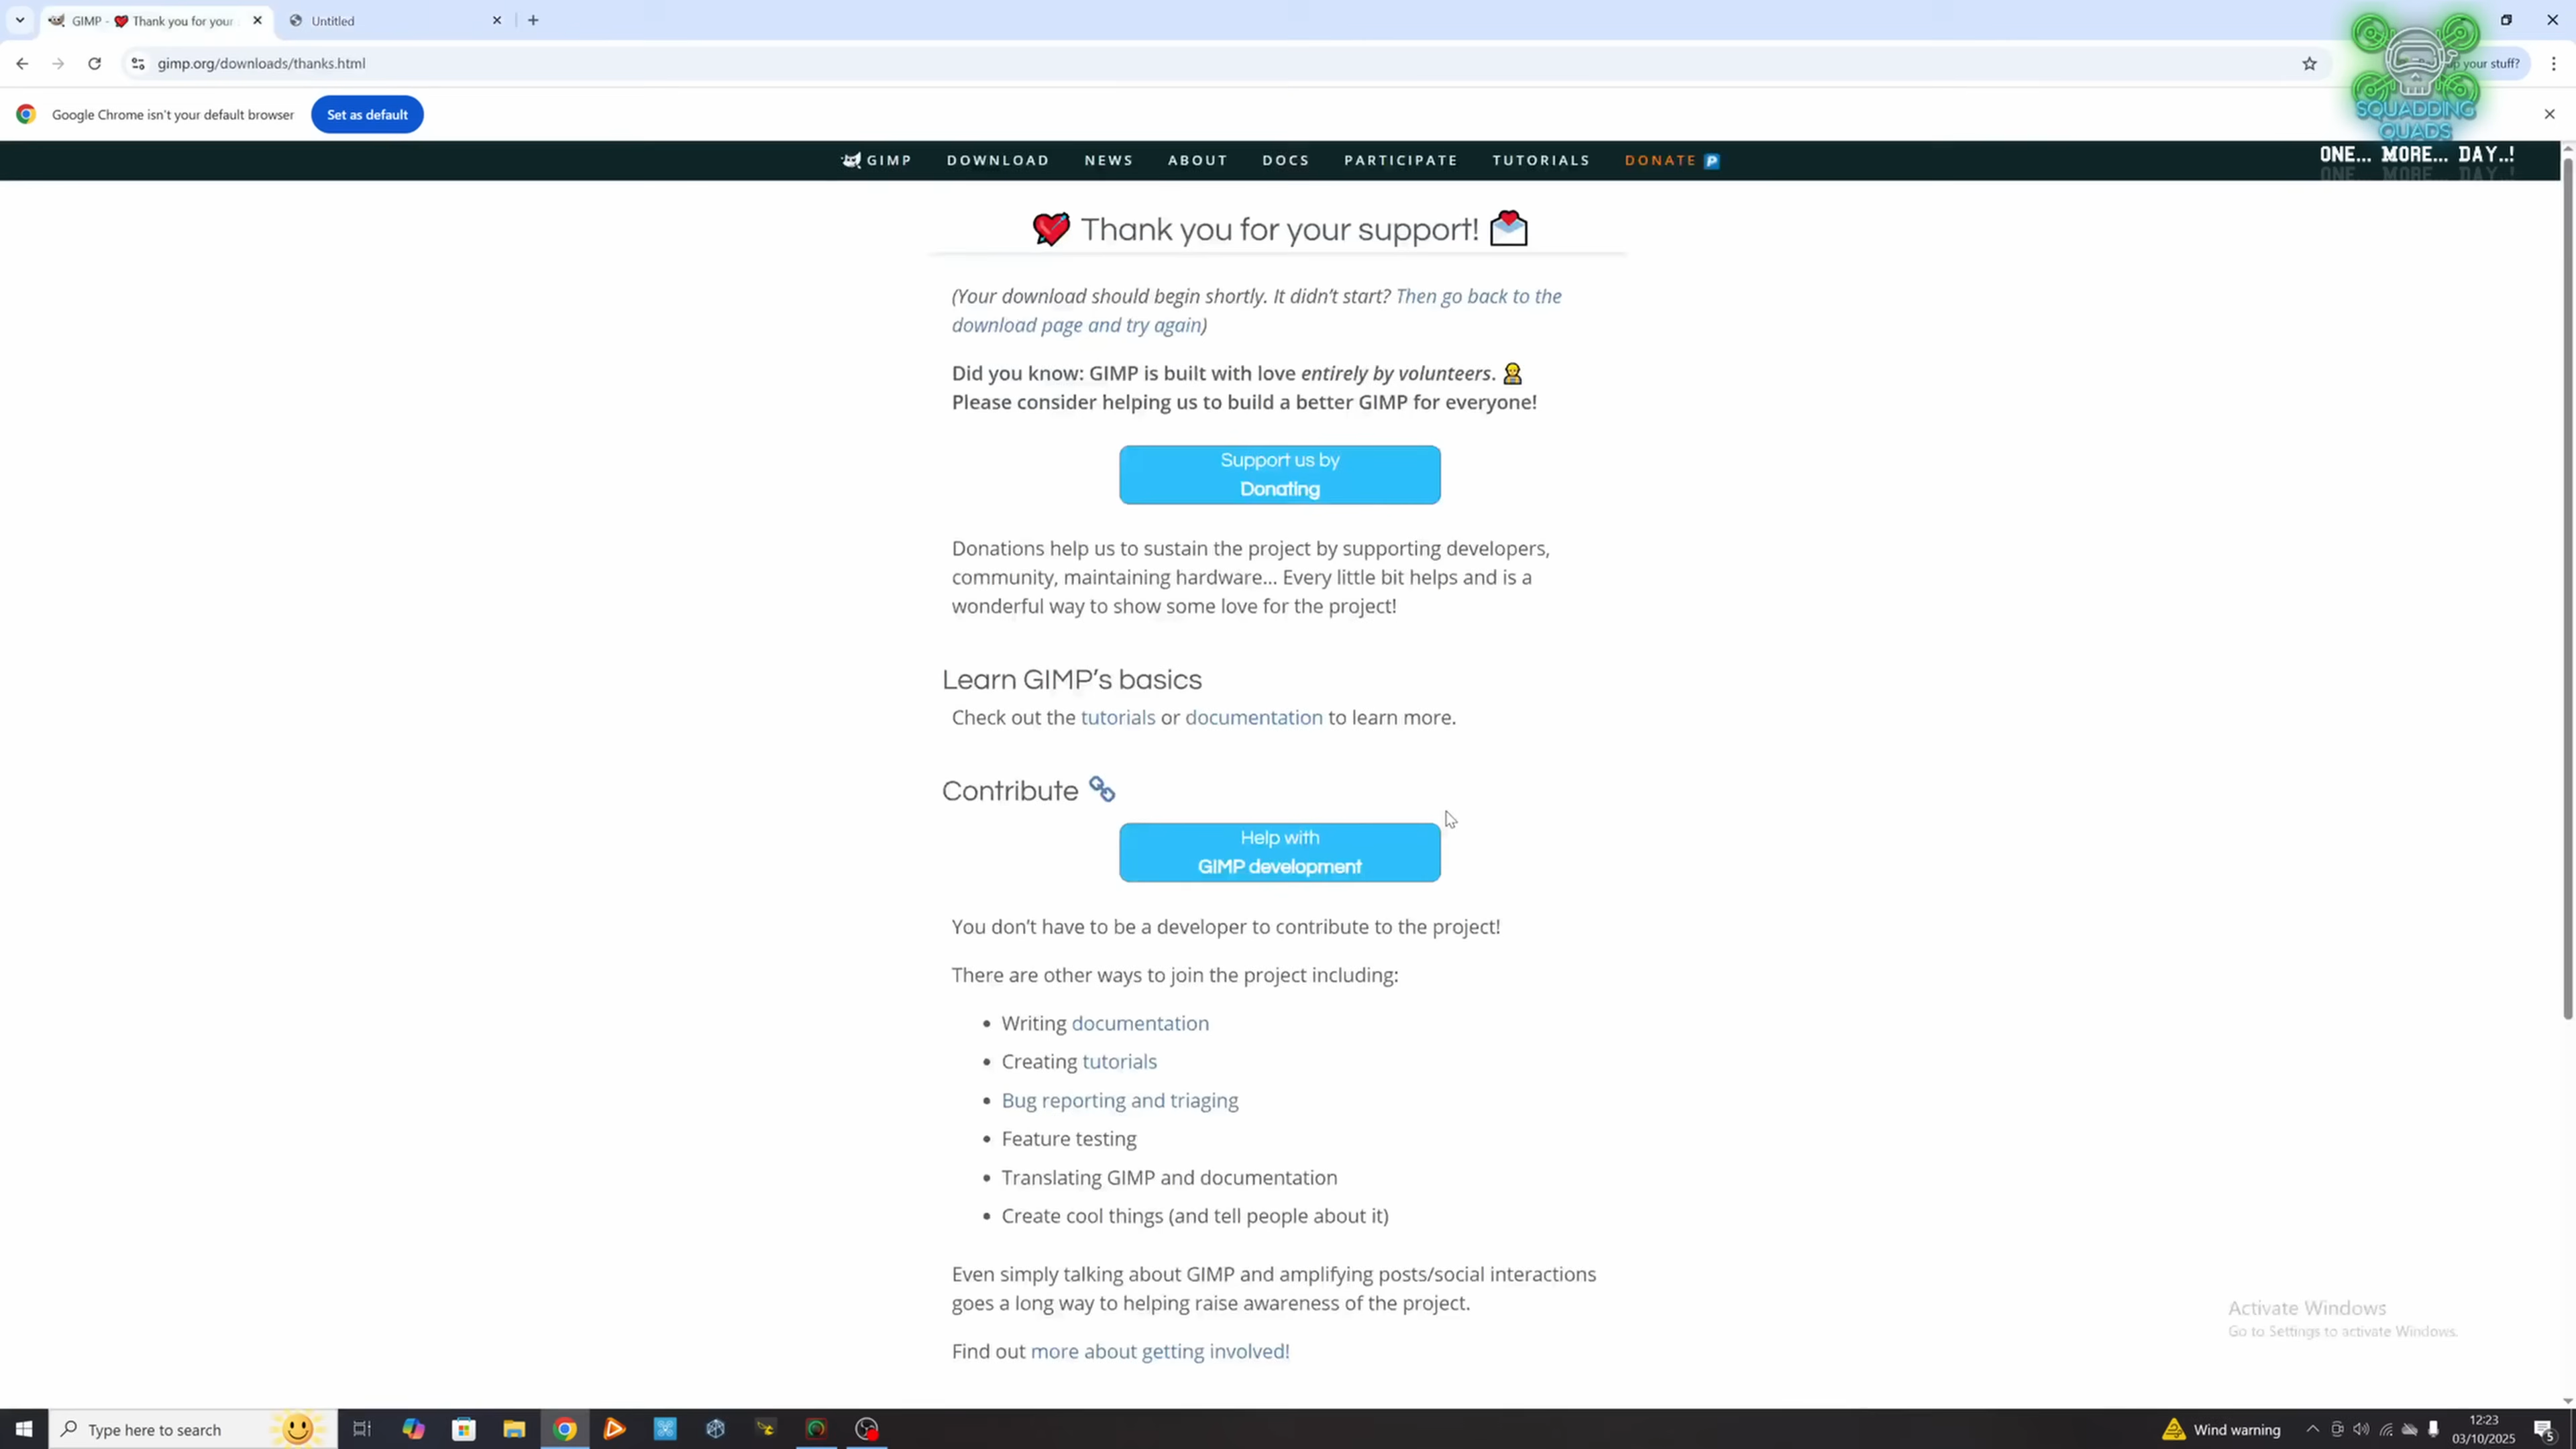 GIMP - ❤️ Thank you for your
Untitled
gimp.org/downloads/thanks.html
your stuff?
Google Chrome isn't your default browser
Set as default
SQUADDING
QUADS
GIMP
DOWNLOAD
NEWS
ABOUT
DOCS
PARTICIPATE
TUTORIALS
DONATE
ONE... MORE... DAY..!
Thank you for your support!
(Your download should begin shortly. It didn't start? Then go back to the
download page and try again)
Did you know: GIMP is built with love entirely by volunteers.
Please consider helping us to build a better GIMP for everyone!
Support us by
Donating
Donations help us to sustain the project by supporting developers,
community, maintaining hardware... Every little bit helps and is a
wonderful way to show some love for the project!
Learn GIMP's basics
Check out the tutorials or documentation to learn more.
Contribute
Help with
GIMP development
You don't have to be a developer to contribute to the project!
There are other ways to join the project including:
• Writing documentation
• Creating tutorials
• Bug reporting and triaging
• Feature testing
• Translating GIMP and documentation
• Create cool things (and tell people about it)
Even simply talking about GIMP and amplifying posts/social interactions
goes a long way to helping raise awareness of the project.
Find out more about getting involved!
Activate Windows
Go to Settings to activate Windows.
Type here to search
Wind warning
12:23
03/10/2025
5